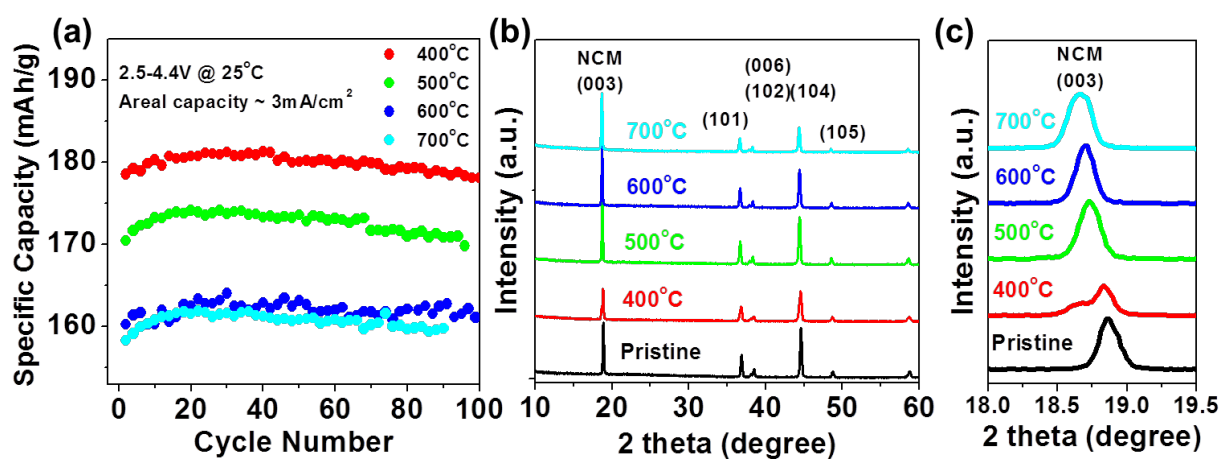 (a)
Specific Capacity (mAh/g)
190
180
170
160
2.5-4.4V @ 25°C
Areal capacity ~ 3mA/cm²
400°C
500°C
600°C
700°C
0
20
40
60
80
100
Cycle Number
(b)
Intensity (a.u.)
NCM
(003)
(101)
(006)
(102)
(104)
(105)
700°C
600°C
500°C
400°C
Pristine
10
20
30
40
50
60
2 theta (degree)
(c)
Intensity (a.u.)
NCM
(003)
700°C
600°C
500°C
400°C
Pristine
18.0
18.5
19.0
19.5
2 theta (degree)